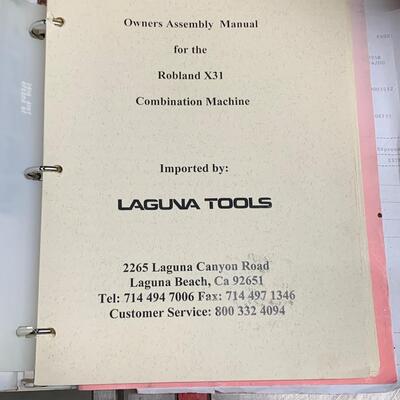 Owners Assembly Manual
for the
Robland X31
Combination Machine
Imported by:
LAGUNA TOOLS
2265 Laguna Canyon Road
Laguna Beach, Ca 92651
Tel: 714 494 7006 Fax: 714 497 1346
Customer Service: 800 332 4094